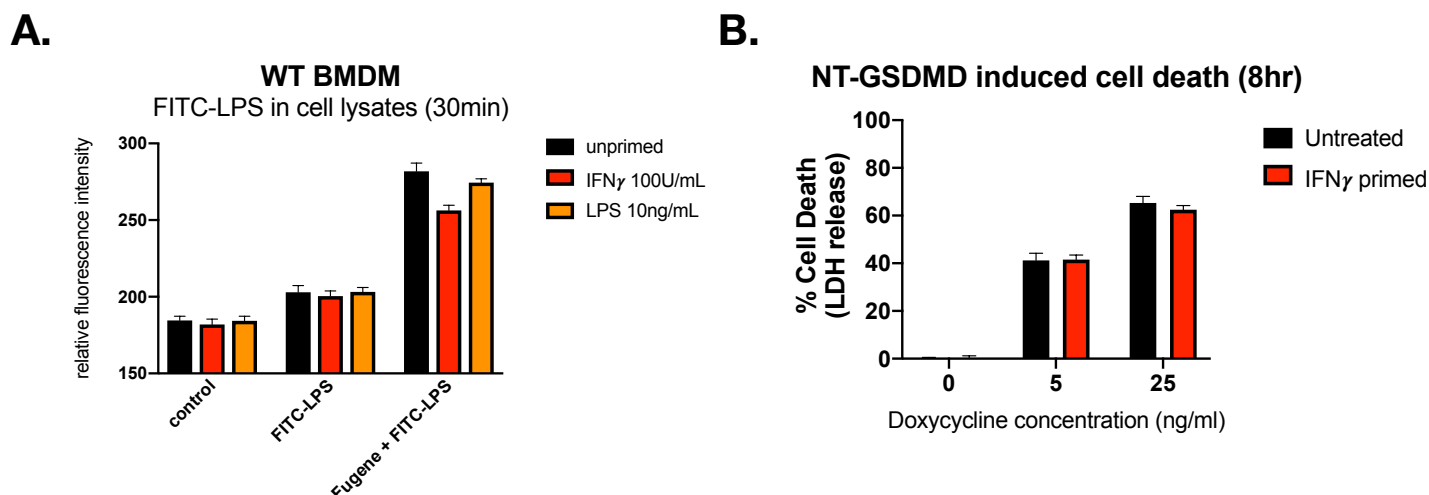 A.
WT BMDM
FITC-LPS in cell lysates (30min)
relative fluorescence intensity
300
250
200
150
control
FITC-LPS
Fugene + FITC-LPS
unprimed
IFNγ 100U/mL
LPS 10ng/mL
B.
NT-GSDMD induced cell death (8hr)
% Cell Death
(LDH release)
100
80
60
40
20
0
0 5 25
Doxycycline concentration (ng/ml)
Untreated
IFNγ primed